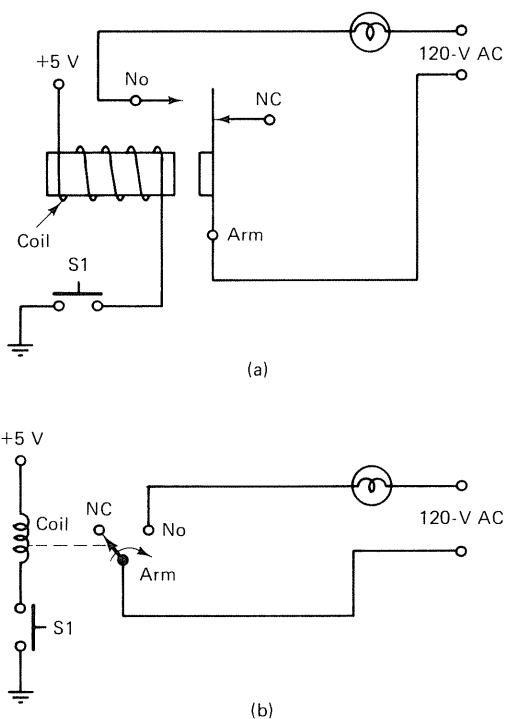 120-V AC
+5 V
No
NC
Coil
Arm
S1
(a)
+5 V
NC
Coil
No
120-V AC
Arm
S1
(b)